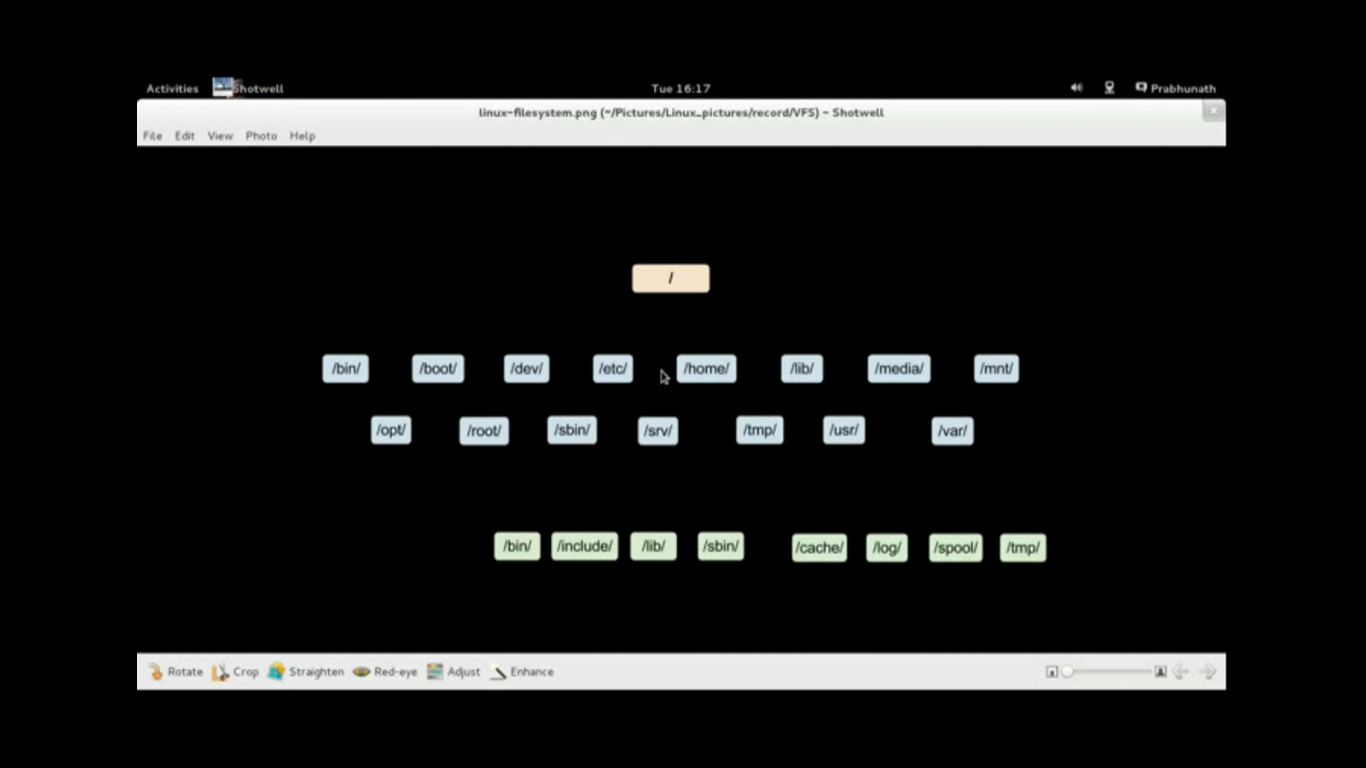 Activities Shotwell Tue 16:17 Prabhunath
linux-filesystem.png (~/Pictures/Linux_pictures/record/VFS) - Shotwell
File Edit View Photo Help
/
/bin/ /boot/ /dev/ /etc/ /home/ /lib/ /media/ /mnt/
/opt/ /root/ /sbin/ /srv/ /tmp/ /usr/ /var/
/bin/ /include/ /lib/ /sbin/ /cache/ /log/ /spool/ /tmp/
Rotate Crop Straighten Red-eye Adjust Enhance